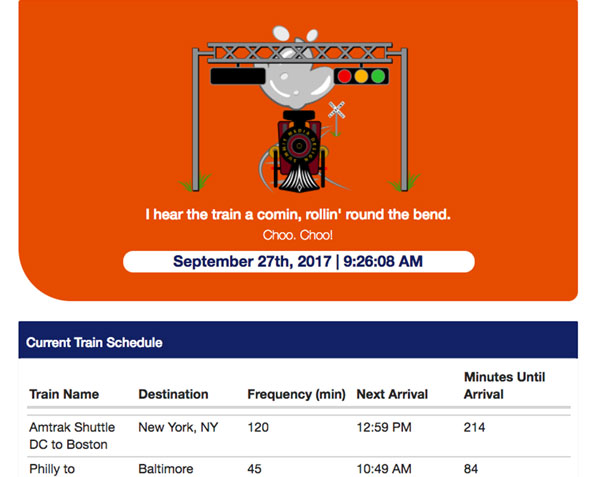 I hear the train a comin, rollin' round the bend.
Choo. Choo!
September 27th, 2017 | 9:26:08 AM
Current Train Schedule
Train Name Destination Frequency (min) Next Arrival Minutes Until Arrival
Amtrak Shuttle DC to Boston New York, NY 120 12:59 PM 214
Philly to Baltimore 45 10:49 AM 84